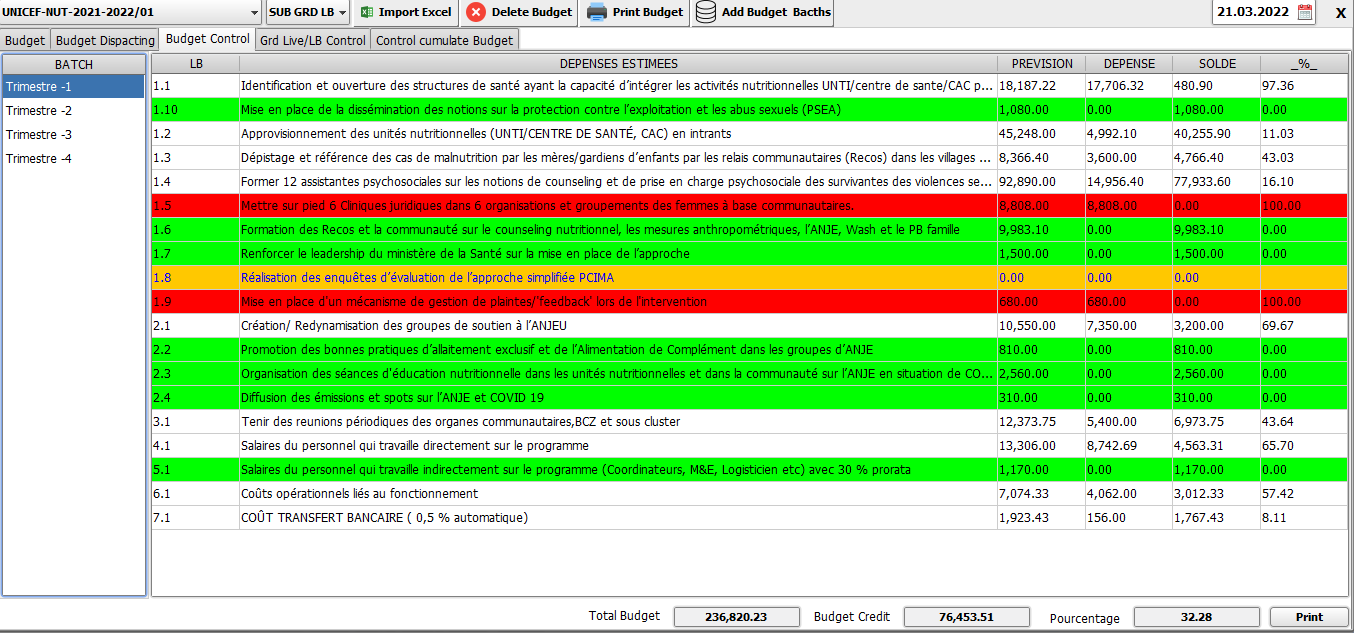 UNICEF-NUT-2021-2022/01 SUB GRD LB Import Excel Delete Budget Print Budget Add Budget Bacths 21.03.2022 X
Budget Budget Dispacting Budget Control Grd Live/LB Control Control cumulate Budget
BATCH LB DEPENSES ESTIMEES PREVISION DEPENSE SOLDE _%_
Trimestre -1 1.1 Identification et ouverture des structures de santé ayant la capacité d'intégrer les activités nutritionnelles UNTI/centre de sante/CAC p... 18,187.22 17,706.32 480.90 97.36
Trimestre -2 1.10 Mise en place de la dissémination des notions sur la protection contre l'exploitation et les abus sexuels (PSEA) 1,080.00 0.00 1,080.00 0.00
Trimestre -3 1.2 Approvisionnement des unités nutritionnelles (UNTI/CENTRE DE SANTÉ, CAC) en intrants 45,248.00 4,992.10 40,255.90 11.03
Trimestre -4 1.3 Dépistage et référence des cas de malnutrition par les mères/gardiens d'enfants par les relais communautaires (Recos) dans les villages ... 8,366.40 3,600.00 4,766.40 43.03
1.4 Former 12 assistantes psychosociales sur les notions de counseling et de prise en charge psychosociale des survivantes des violences se... 92,890.00 14,956.40 77,933.60 16.10
1.5 Mettre sur pied 6 Cliniques juridiques dans 6 organisations et groupements des femmes à base communautaires. 8,808.00 8,808.00 0.00 100.00
1.6 Formation des Recos et la communauté sur le counseling nutritionnel, les mesures anthropométriques, l'ANJE, Wash et le PB famille 9,983.10 0.00 9,983.10 0.00
1.7 Renforcer le leadership du ministère de la Santé sur la mise en place de l'approche 1,500.00 0.00 1,500.00 0.00
1.8 Réalisation des enquêtes d'évaluation de l'approche simplifiée PCIMA 0.00 0.00 0.00
1.9 Mise en place d'un mécanisme de gestion de plaintes/'feedback' lors de l'intervention 680.00 680.00 0.00 100.00
2.1 Création/ Redynamisation des groupes de soutien à l'ANJEU 10,550.00 7,350.00 3,200.00 69.67
2.2 Promotion des bonnes pratiques d'allaitement exclusif et de l'Alimentation de Complément dans les groupes d'ANJE 810.00 0.00 810.00 0.00
2.3 Organisation des séances d'éducation nutritionnelle dans les unités nutritionnelles et dans la communauté sur l'ANJE en situation de CO... 2,560.00 0.00 2,560.00 0.00
2.4 Diffusion des émissions et spots sur l'ANJE et COVID 19 310.00 0.00 310.00 0.00
3.1 Tenir des reunions périodiques des organes communautaires,BCZ et sous cluster 12,373.75 5,400.00 6,973.75 43.64
4.1 Salaires du personnel qui travaille directement sur le programme 13,306.00 8,742.69 4,563.31 65.70
5.1 Salaires du personnel qui travaille indirectement sur le programme (Coordinateurs, M&E, Logisticien etc) avec 30 % prorata 1,170.00 0.00 1,170.00 0.00
6.1 Coûts opérationnels liés au fonctionnement 7,074.33 4,062.00 3,012.33 57.42
7.1 COÛT TRANSFERT BANCAIRE ( 0,5 % automatique) 1,923.43 156.00 1,767.43 8.11
Total Budget 236,820.23 Budget Credit 76,453.51 Pourcentage 32.28 Print